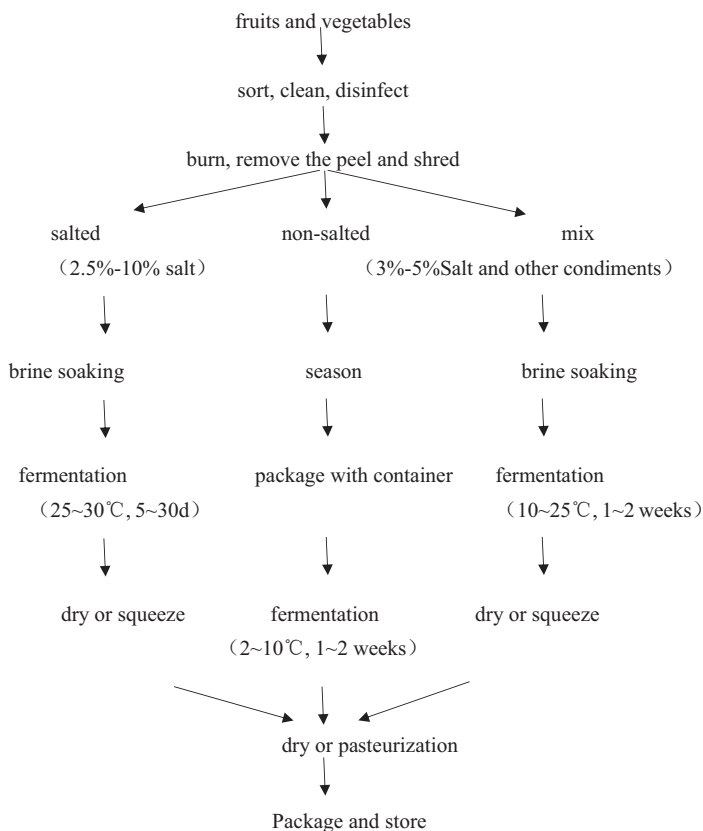 fruits and vegetables
sort, clean, disinfect
burn, remove the peel and shred
salted non-salted mix
（2.5%-10% salt） （3%-5%Salt and other condiments）
brine soaking season brine soaking
fermentation package with container fermentation
（25~30℃, 5~30d） （10~25℃, 1~2 weeks）
dry or squeeze fermentation dry or squeeze
（2~10℃, 1~2 weeks）
dry or pasteurization
Package and store